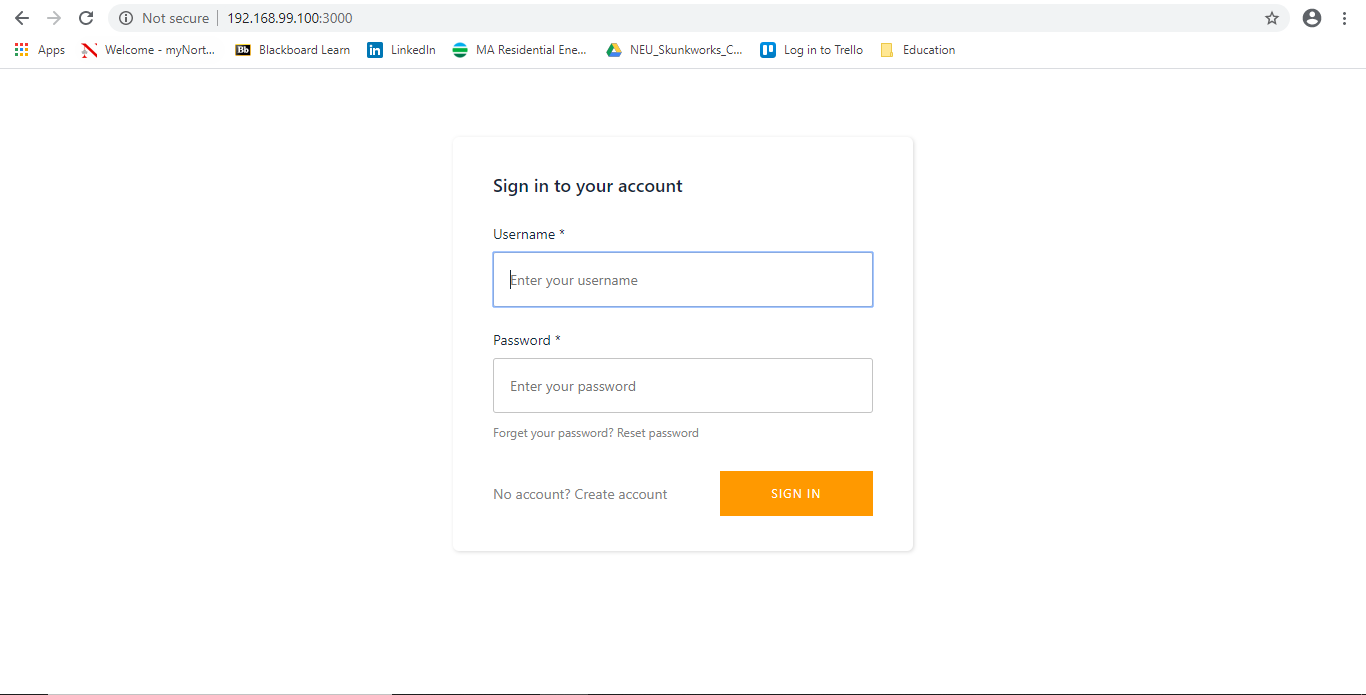 Not secure 192.168.99.100:3000
Apps Welcome - myNort... Bb Blackboard Learn in LinkedIn MA Residential Ene... NEU_Skunkworks_C... Log in to Trello Education
Sign in to your account
Username *
Enter your username
Password *
Enter your password
Forget your password? Reset password
No account? Create account SIGN IN